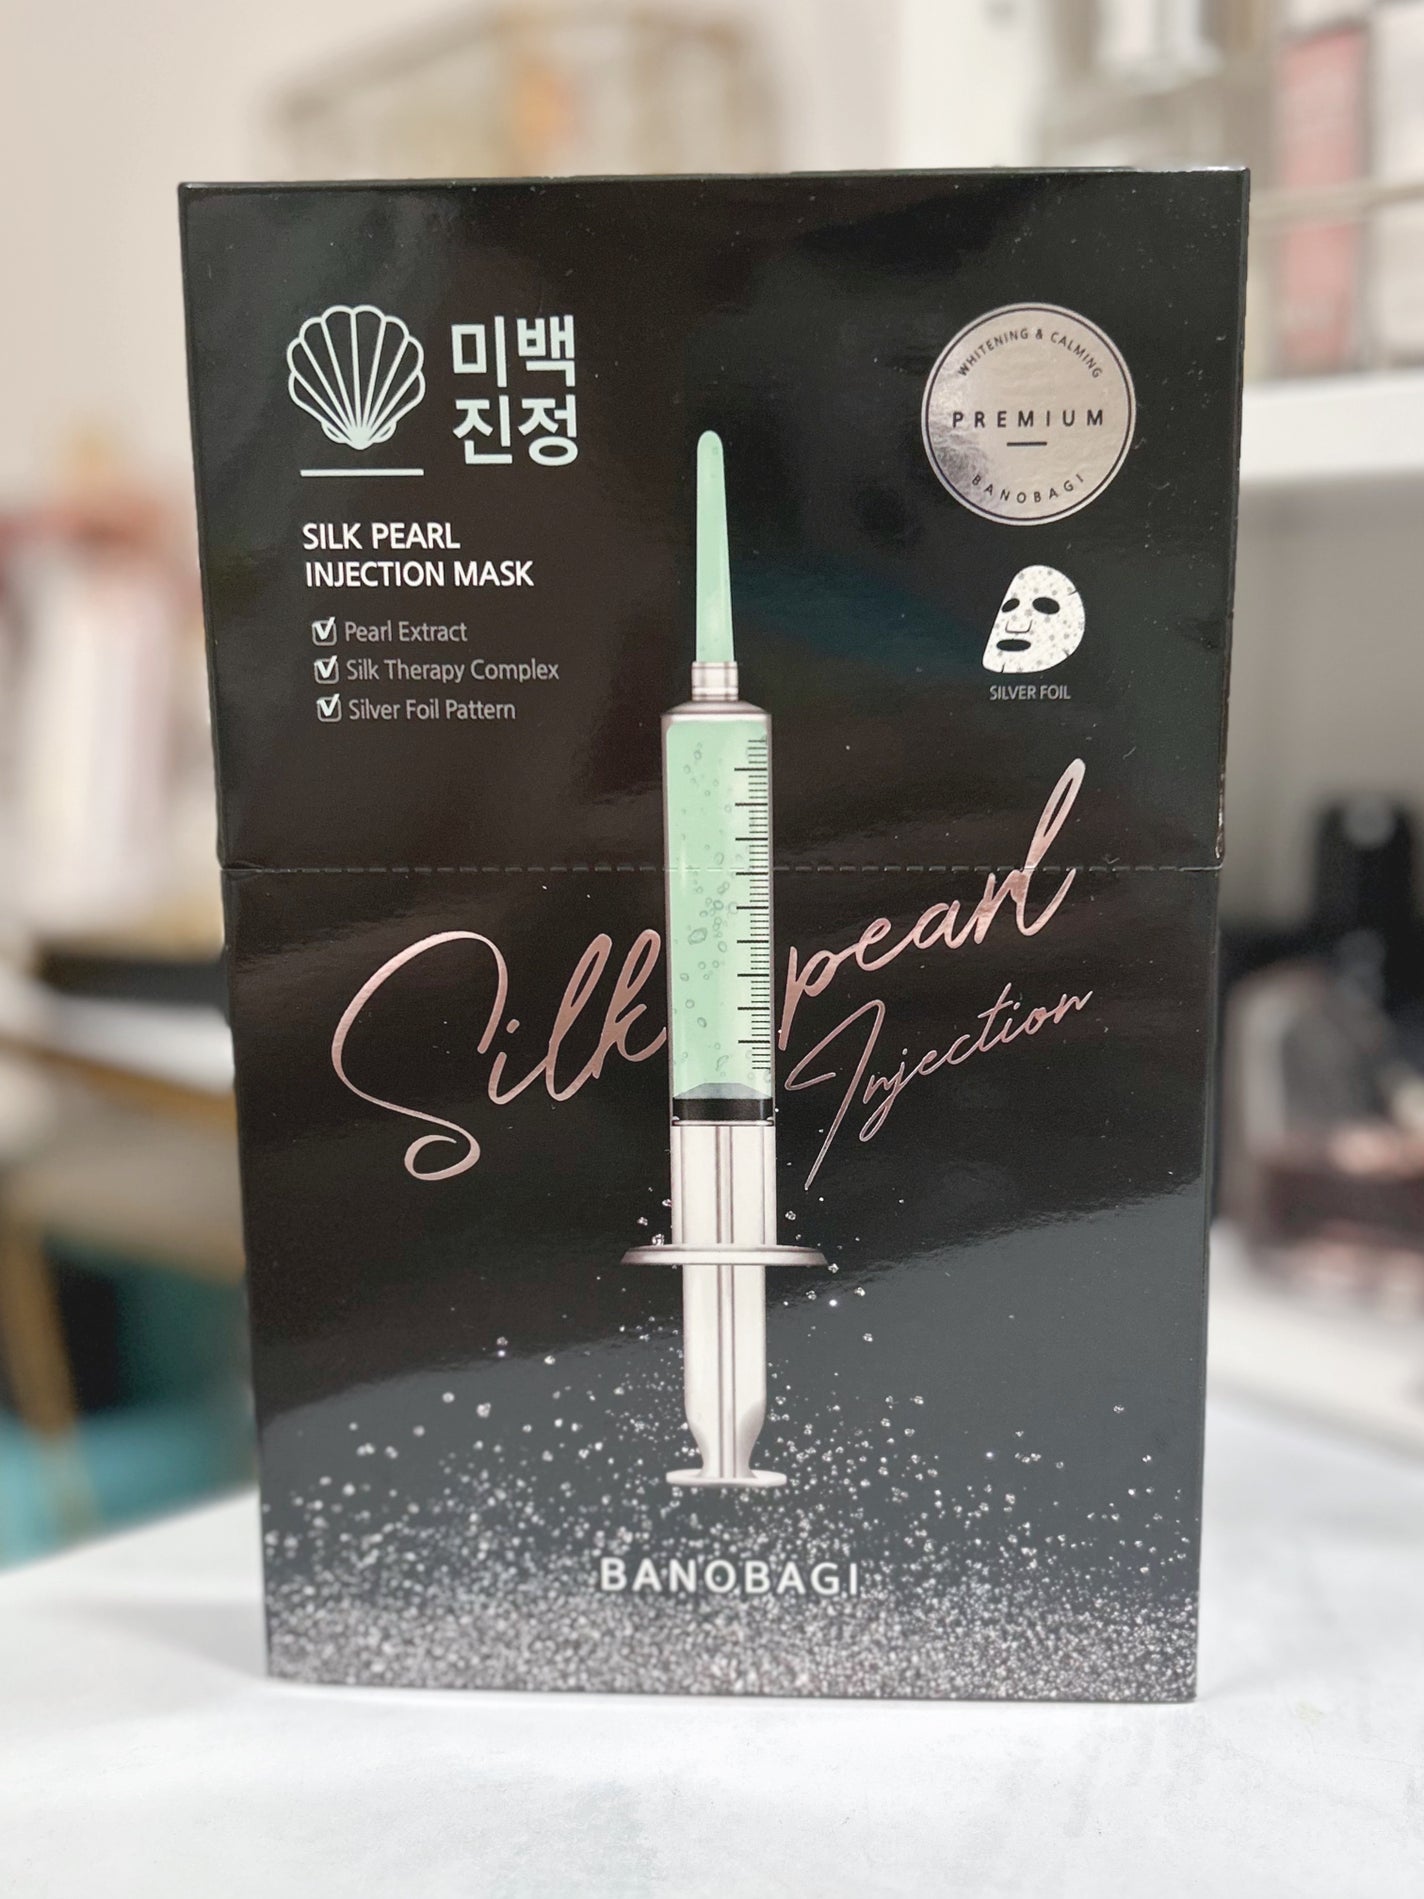 미백
진정
SILK PEARL
INJECTION MASK
Pearl Extract
Silk Therapy Complex
Silver Foil Pattern
WHITENING & CALMING
PREMIUM
BANOBAGI
SILVER FOIL
Silk pearl
Injection
BANOBAGI